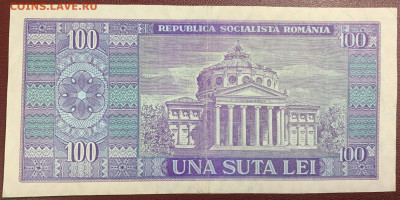 COINS.LAVE.RU
REPUBLICA SOCIALISTA ROMÂNIA
100
100
100
100
UNA SUTA LEI